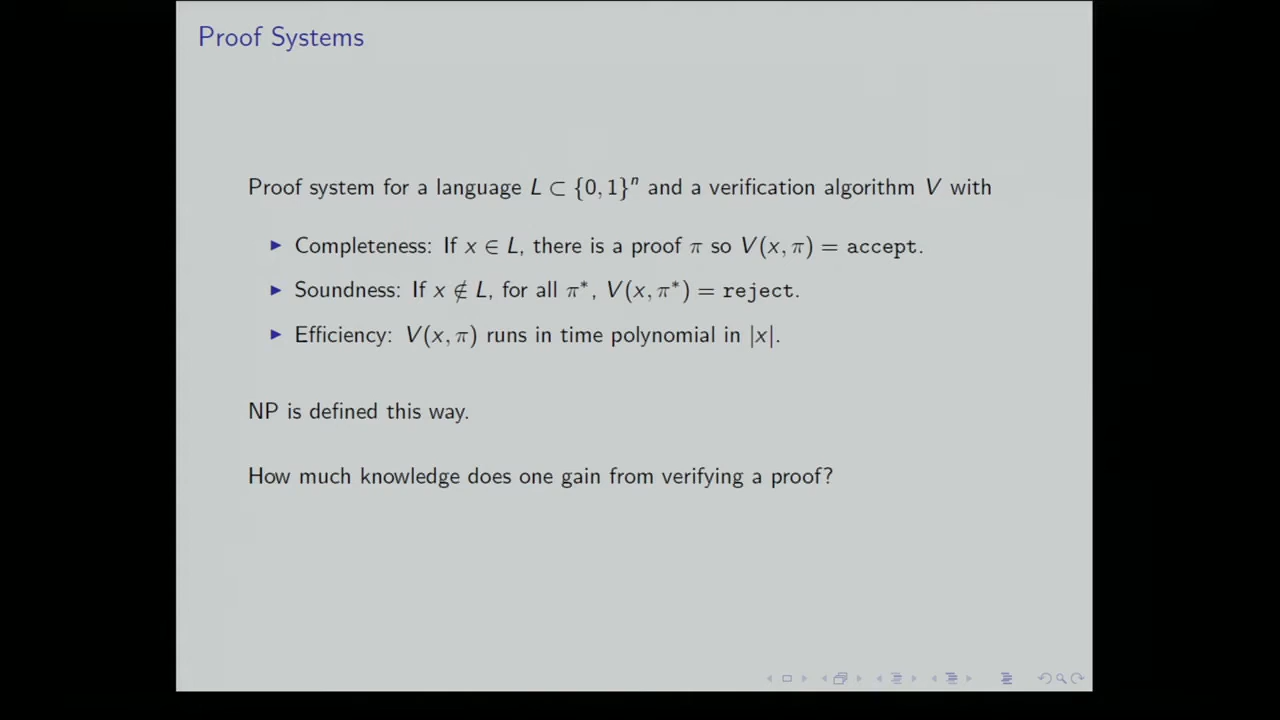 Proof Systems
Proof system for a language L ⊂ {0, 1}ⁿ and a verification algorithm V with
▶ Completeness: If x ∈ L, there is a proof π so V(x, π) = accept.
▶ Soundness: If x ∉ L, for all π*, V(x, π*) = reject.
▶ Efficiency: V(x, π) runs in time polynomial in |x|.
NP is defined this way.
How much knowledge does one gain from verifying a proof?